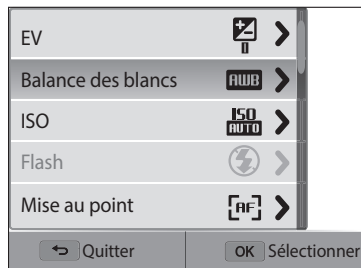 EV
Balance des blancs AWB
ISO ISO AUTO
Flash
Mise au point AF
Quitter OK Sélectionner